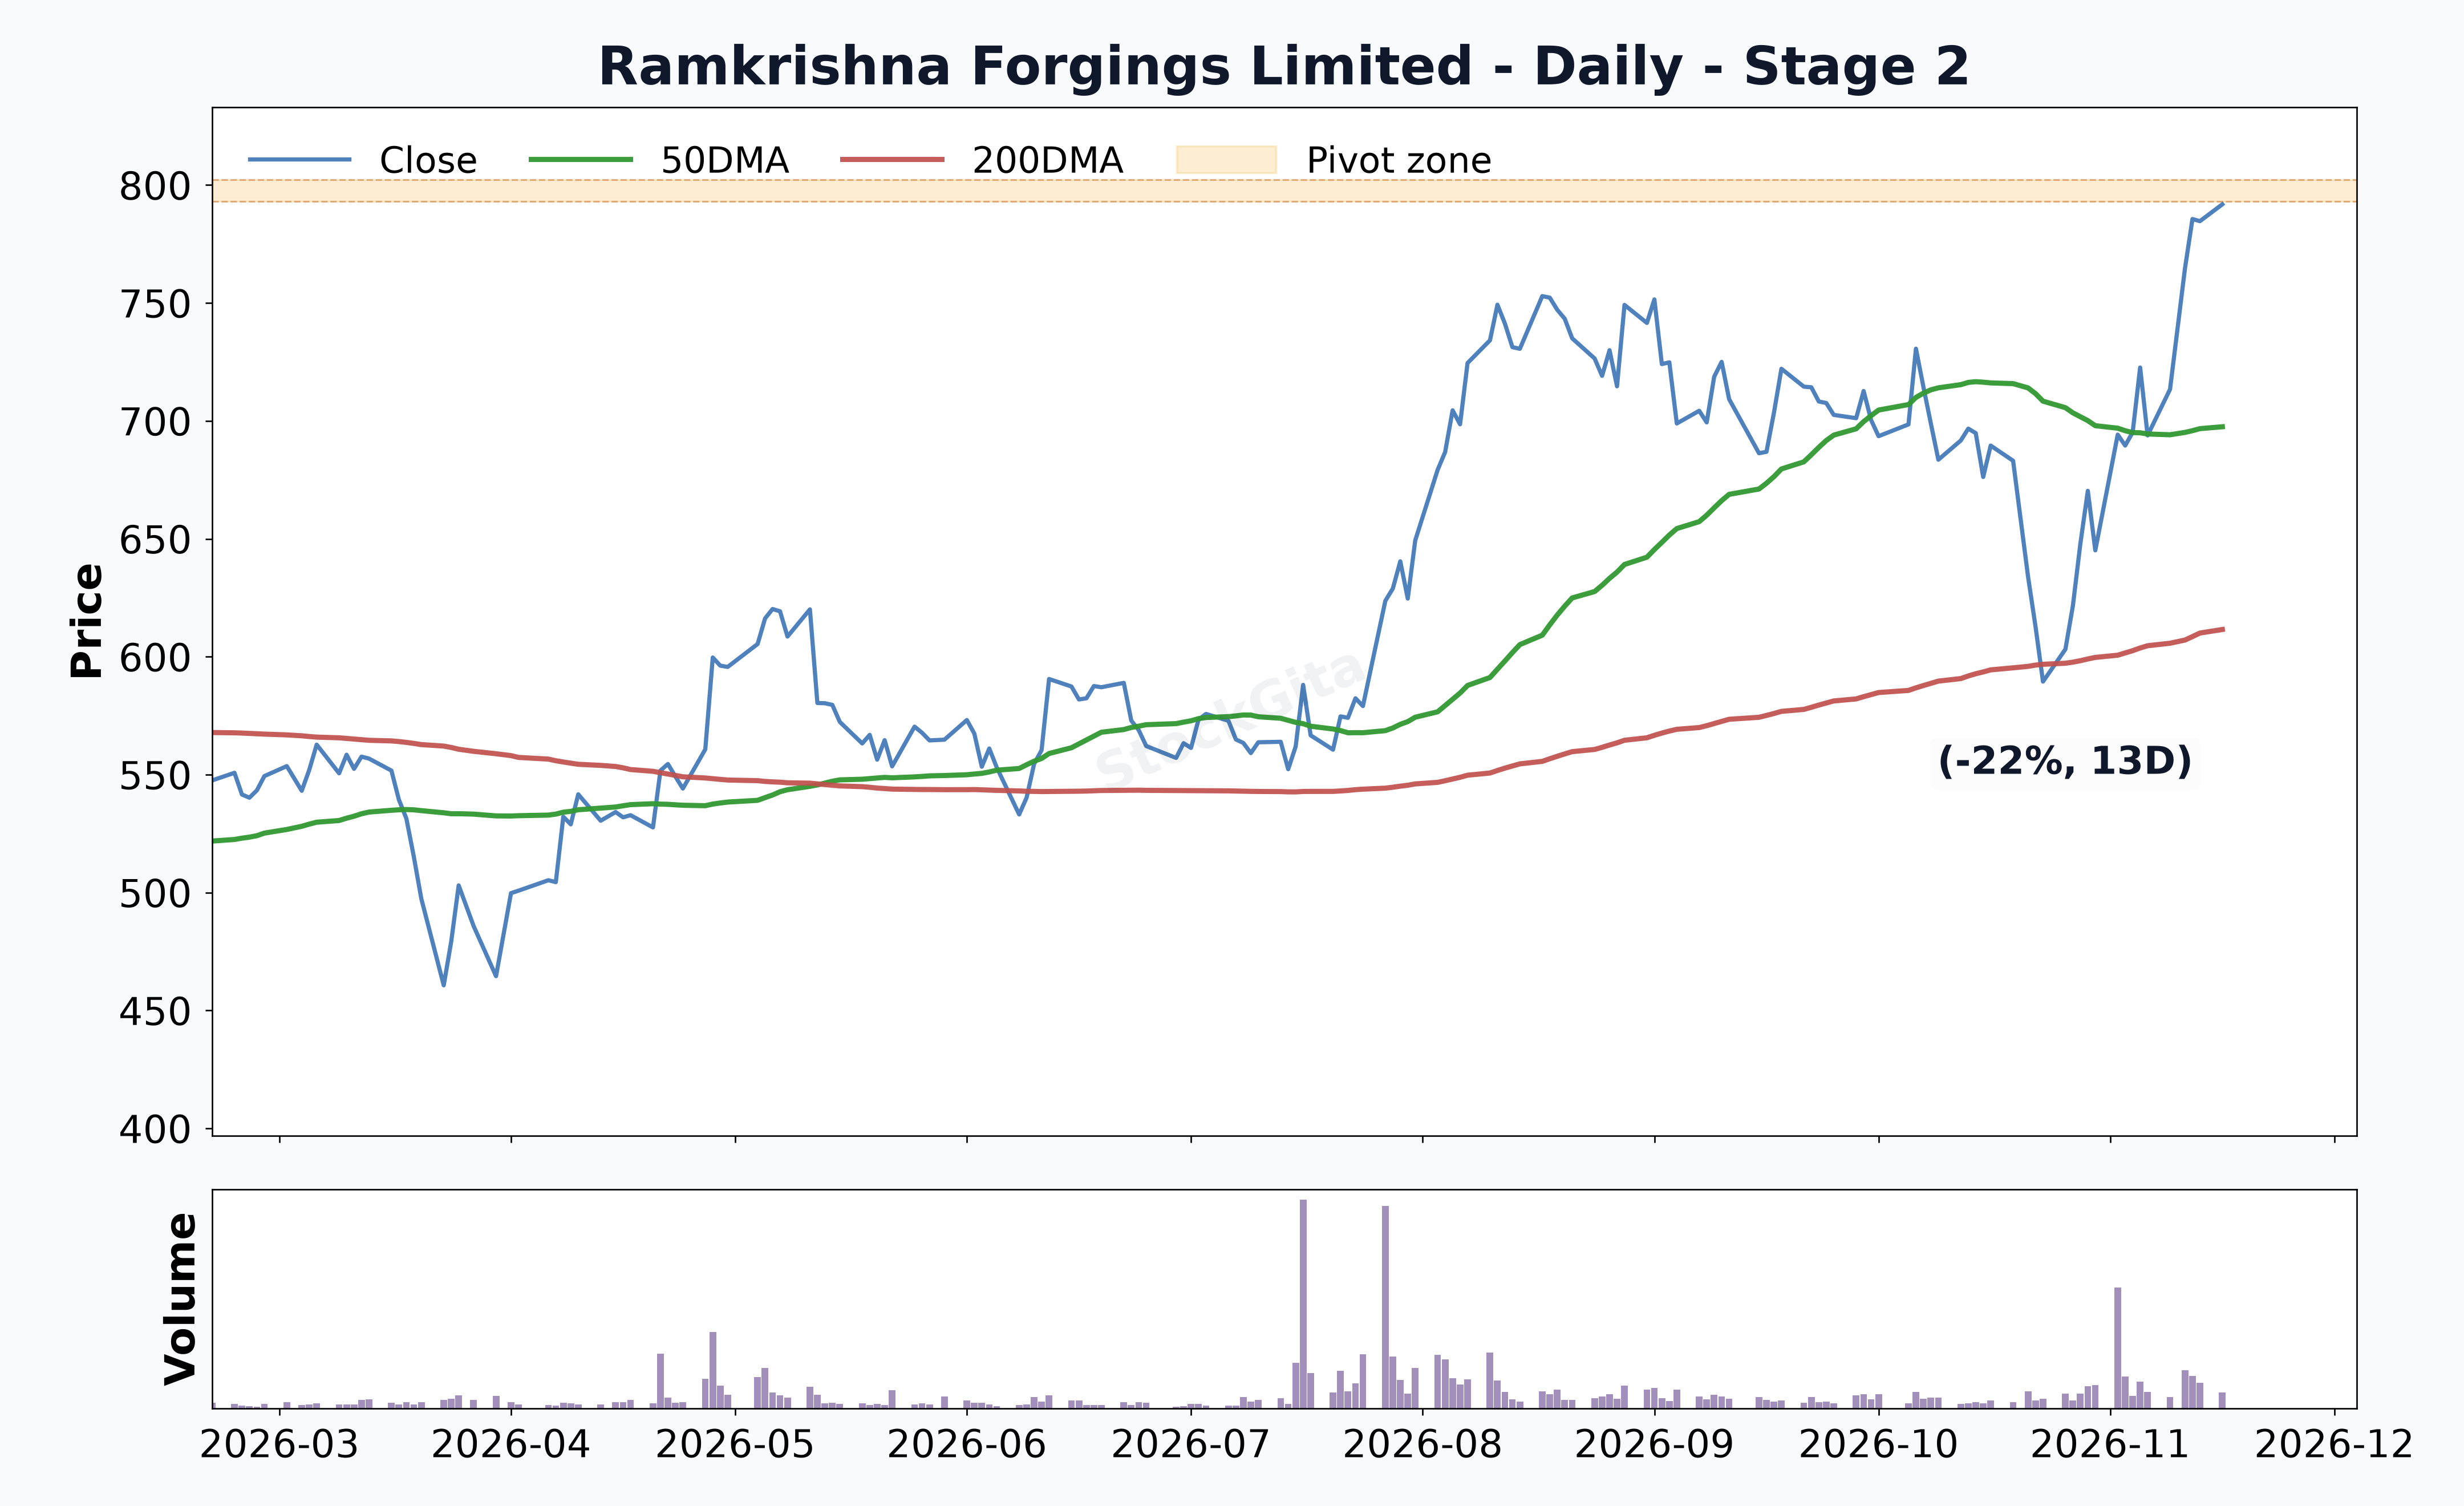 Ramkrishna Forgings Limited - Daily - Stage 2
Close 50DMA 200DMA Pivot zone
800
750
700
650
600
550
500
450
400
Price
StockGita
(-22%, 13D)
Volume
2026-03 2026-04 2026-05 2026-06 2026-07 2026-08 2026-09 2026-10 2026-11 2026-12